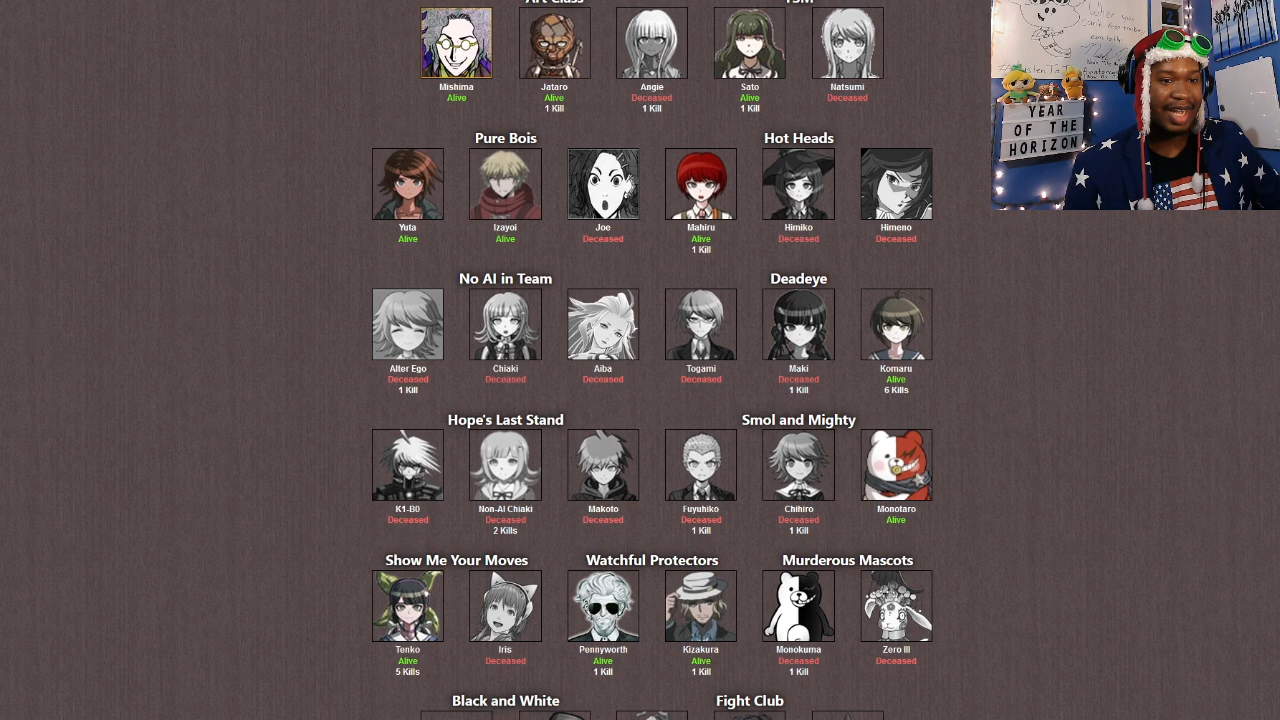 Art Class
TSM
Mishima
Jataro
Angie
Sato
Natsumi
Alive
Alive
Deceased
Alive
Deceased
1 Kill
1 Kill
1 Kill
Pure Bois
Hot Heads
Yuta
Izayoi
Joe
Mahiru
Himiko
Himeno
Alive
Alive
Deceased
Alive
Deceased
Deceased
1 Kill
No AI in Team
Deadeye
Alter Ego
Chiaki
Aiba
Togami
Maki
Komaru
Deceased
Deceased
Deceased
Deceased
Deceased
Alive
1 Kill
1 Kill
6 Kills
Hope's Last Stand
Smol and Mighty
K1-B0
Non-AI Chiaki
Makoto
Fuyuhiko
Chihiro
Monotaro
Deceased
Deceased
Deceased
Deceased
Deceased
Alive
2 Kills
1 Kill
1 Kill
Show Me Your Moves
Watchful Protectors
Murderous Mascots
Tenko
Iris
Pennyworth
Kizakura
Monokuma
Zero III
Alive
Deceased
Alive
Alive
Deceased
Deceased
5 Kills
1 Kill
1 Kill
1 Kill
Black and White
Fight Club
2
YEAR
OF THE
HORIZON